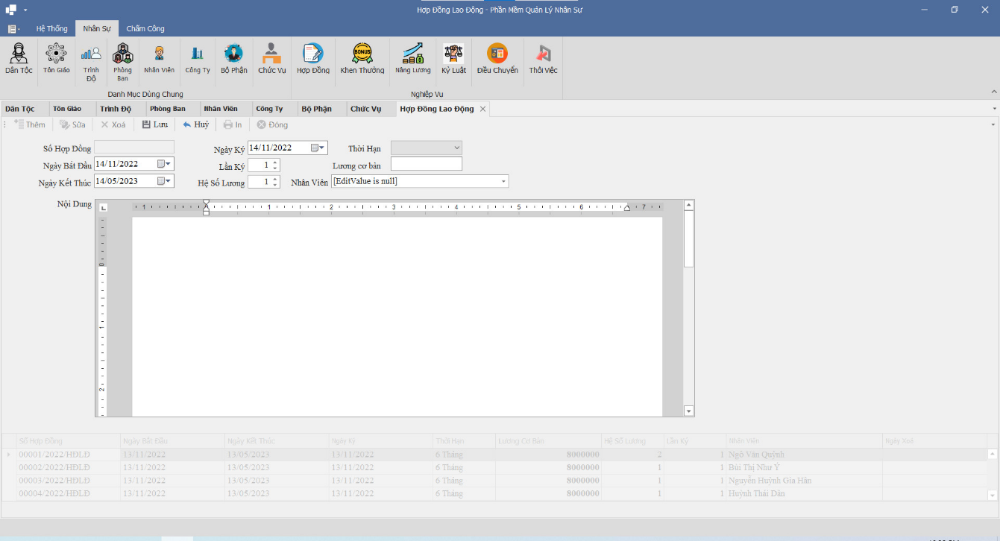 Hợp Đồng Lao Động - Phần Mềm Quản Lý Nhân Sự
Hệ Thống Nhân Sự Chấm Công
Dân Tộc Tôn Giáo Trình Độ Phòng Ban Nhân Viên Công Ty Bộ Phận Chức Vụ Hợp Đồng BONUS Khen Thưởng Nâng Lương Kỷ Luật Điều Chuyển Thôi Việc
Danh Mục Dùng Chung Nghiệp Vụ
Dân Tộc Tôn Giáo Trình Độ Phòng Ban Nhân Viên Công Ty Bộ Phận Chức Vụ Hợp Đồng Lao Động
Thêm Sửa Xoá Lưu Huỷ In Đóng
Số Hợp Đồng Ngày Ký 14/11/2022 Thời Hạn
Ngày Bắt Đầu 14/11/2022 Lần Ký 1 Lương cơ bản
Ngày Kết Thúc 14/05/2023 Hệ Số Lương 1 Nhân Viên [EditValue is null]
Nội Dung
1 1 2 3 4 5 6 7
0
1
2
Số Hợp Đồng Ngày Bắt Đầu Ngày Kết Thúc Ngày Ký Thời Hạn Lương Cơ Bản Hệ Số Lương Lần Ký Nhân Viên Ngày Xoá
00001/2022/HĐLĐ 13/11/2022 13/05/2023 13/11/2022 6 Tháng 8000000 2 1 Ngô Văn Quỳnh
00002/2022/HĐLĐ 13/11/2022 13/05/2023 13/11/2022 6 Tháng 8000000 1 1 Bùi Thị Như Ý
00003/2022/HĐLĐ 13/11/2022 13/05/2023 13/11/2022 6 Tháng 8000000 1 1 Nguyễn Huỳnh Gia Hân
00004/2022/HĐLĐ 13/11/2022 13/05/2023 13/11/2022 6 Tháng 8000000 1 1 Huỳnh Thái Dân